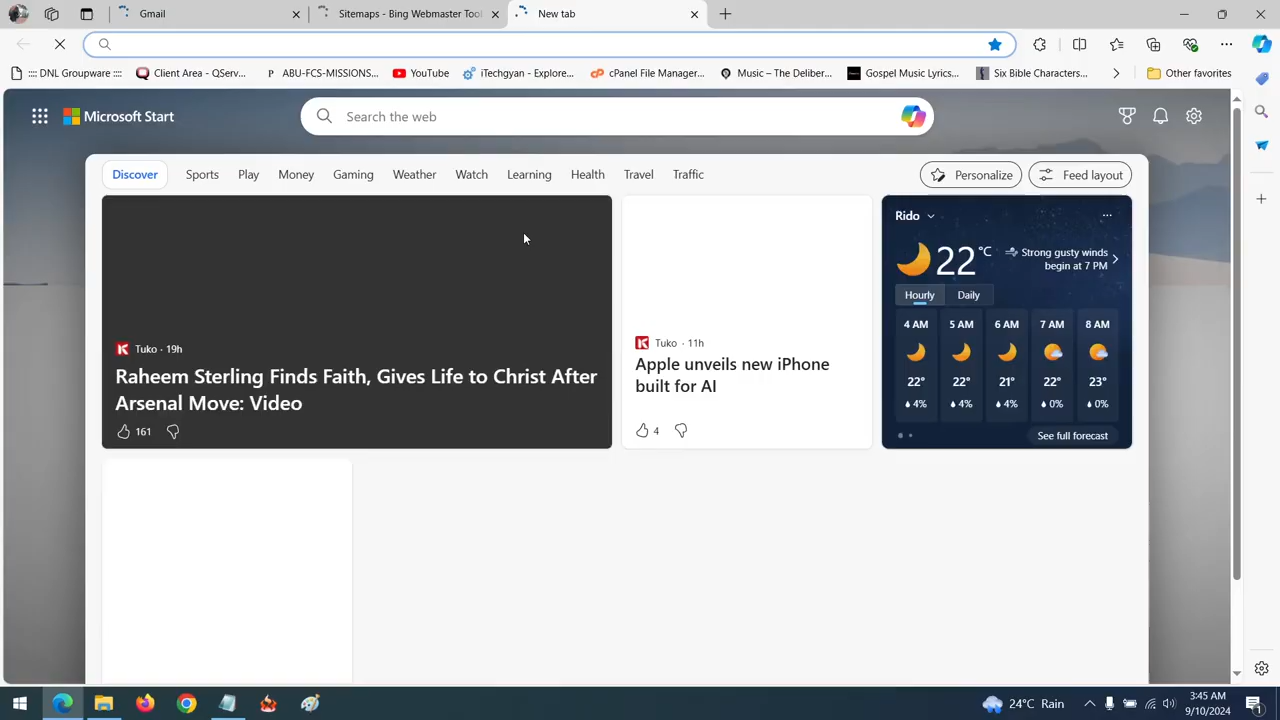 Gmail
Sitemaps - Bing Webmaster Tool
New tab
:::: DNL Groupware ::::
Client Area - QServ...
ABU-FCS-MISSIONS...
YouTube
iTechgyan - Explore...
cPanel File Manager...
Music – The Deliber...
Gospel Music Lyrics...
Six Bible Characters...
Other favorites
Microsoft Start
Search the web
Discover
Sports
Play
Money
Gaming
Weather
Watch
Learning
Health
Travel
Traffic
Personalize
Feed layout
Tuko · 19h
Raheem Sterling Finds Faith, Gives Life to Christ After
Arsenal Move: Video
161
Tuko · 11h
Apple unveils new iPhone
built for AI
4
Rido
22 °C
Strong gusty winds
begin at 7 PM
Hourly
Daily
4 AM 5 AM 6 AM 7 AM 8 AM
22° 22° 21° 22° 23°
4% 4% 4% 0% 0%
See full forecast
24°C Rain
3:45 AM
9/10/2024
1